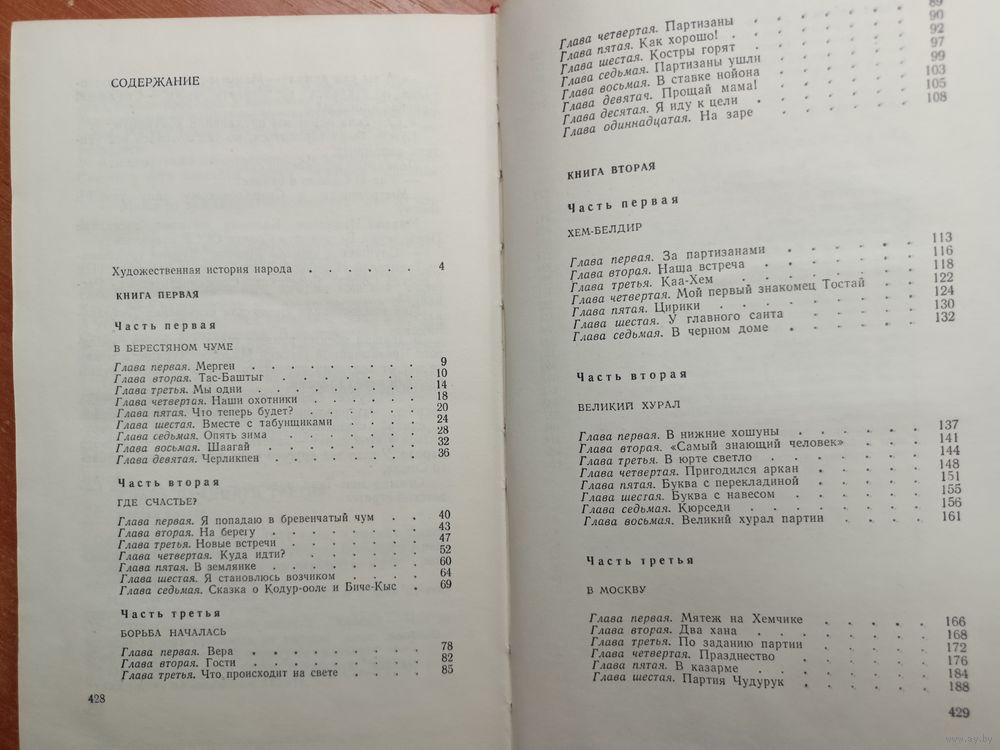 СОДЕРЖАНИЕ
Художественная история народа . . . . . . 4
КНИГА ПЕРВАЯ
Часть первая
В БЕРЕСТЯНОМ ЧУМЕ
Глава первая. Мерген . . . . . . . . 9
Глава вторая. Тас-Баштыг . . . . . . . 10
Глава третья. Мы одни . . . . . . . . 14
Глава четвертая. Наши охотники . . . . . . 18
Глава пятая. Что теперь будет? . . . . . . 20
Глава шестая. Вместе с табунщиками . . . . . 24
Глава седьмая. Опять зима . . . . . . . 28
Глава восьмая. Шаагай . . . . . . . . 32
Глава девятая. Черликпен . . . . . . . 36
Часть вторая
ГДЕ СЧАСТЬЕ?
Глава первая. Я попадаю в бревенчатый чум . . 40
Глава вторая. На берегу . . . . . . . 43
Глава третья. Новые встречи . . . . . . 47
Глава четвертая. Куда идти? . . . . . . 52
Глава пятая. В землянке . . . . . . . 60
Глава шестая. Я становлюсь возчиком . . . . 64
Глава седьмая. Сказка о Кодур-ооле и Биче-Кыс . 69
Часть третья
БОРЬБА НАЧАЛАСЬ
Глава первая. Вера . . . . . . . . 78
Глава вторая. Гости . . . . . . . . 82
Глава третья. Что происходит на свете . . . . 85
428
89
Глава четвертая. Партизаны . . . . . . 90
Глава пятая. Как хорошо! . . . . . . . 92
Глава шестая. Костры горят . . . . . . 97
Глава седьмая. Партизаны ушли . . . . . 99
Глава восьмая. В ставке нойона . . . . . 103
Глава девятая. Прощай мама! . . . . . . 105
Глава десятая. Я иду к цели . . . . . . 108
Глава одиннадцатая. На заре . . . . . .
КНИГА ВТОРАЯ
Часть первая
ХЕМ-БЕЛДИР
Глава первая. За партизанами . . . . . . 113
Глава вторая. Наша встреча . . . . . . 116
Глава третья. Каа-Хем . . . . . . . 118
Глава четвертая. Мой первый знакомец Тостай . . 122
Глава пятая. Цирики . . . . . . . . 124
Глава шестая. У главного саита . . . . . 130
Глава седьмая. В черном доме . . . . . 132
Часть вторая
ВЕЛИКИЙ ХУРАЛ
Глава первая. В нижние хошуны . . . . . 137
Глава вторая. «Самый знающий человек» . . . 141
Глава третья. В юрте светло . . . . . . 144
Глава четвертая. Пригодился аркан . . . . . 148
Глава пятая. Буква с перекладиной . . . . . 151
Глава шестая. Буква с навесом . . . . . . 155
Глава седьмая. Кюрседи . . . . . . . 156
Глава восьмая. Великий хурал партии . . . . 161
Часть третья
В МОСКВУ
Глава первая. Мятеж на Хемчике . . . . . 166
Глава вторая. Два хана . . . . . . . 168
Глава третья. По заданию партии . . . . . 172
Глава четвертая. Празднество . . . . . . 176
Глава пятая. В казарме . . . . . . . 184
Глава шестая. Партия Чудурук . . . . . . 188
429
www.ay.by